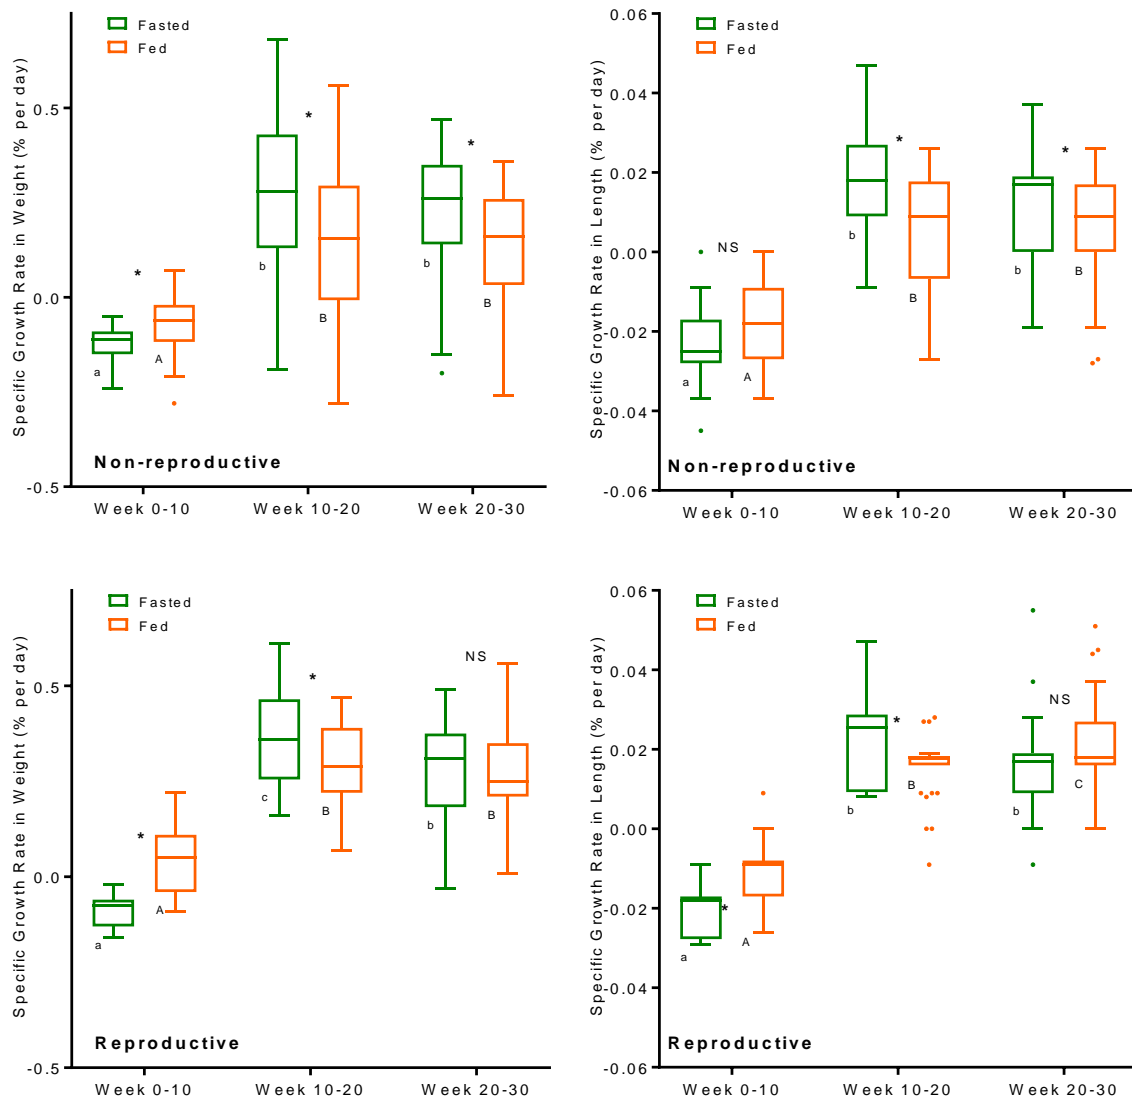 Specific Growth Rate in Weight (% per day)
Fasted
Fed
0.5
0.0
-0.5
*
*
*
a
A
b
B
b
B
Non-reproductive
Week 0-10
Week 10-20
Week 20-30
Specific Growth Rate in Length (% per day)
Fasted
Fed
0.06
0.04
0.02
0.00
-0.02
-0.04
-0.06
NS
*
*
a
A
b
B
b
B
Non-reproductive
Week 0-10
Week 10-20
Week 20-30
Specific Growth Rate in Weight (% per day)
Fasted
Fed
0.5
0.0
-0.5
*
*
NS
a
A
c
B
b
B
Reproductive
Week 0-10
Week 10-20
Week 20-30
Specific Growth Rate in Length (% per day)
Fasted
Fed
0.06
0.04
0.02
0.00
-0.02
-0.04
-0.06
*
*
NS
a
A
b
B
b
C
Reproductive
Week 0-10
Week 10-20
Week 20-30